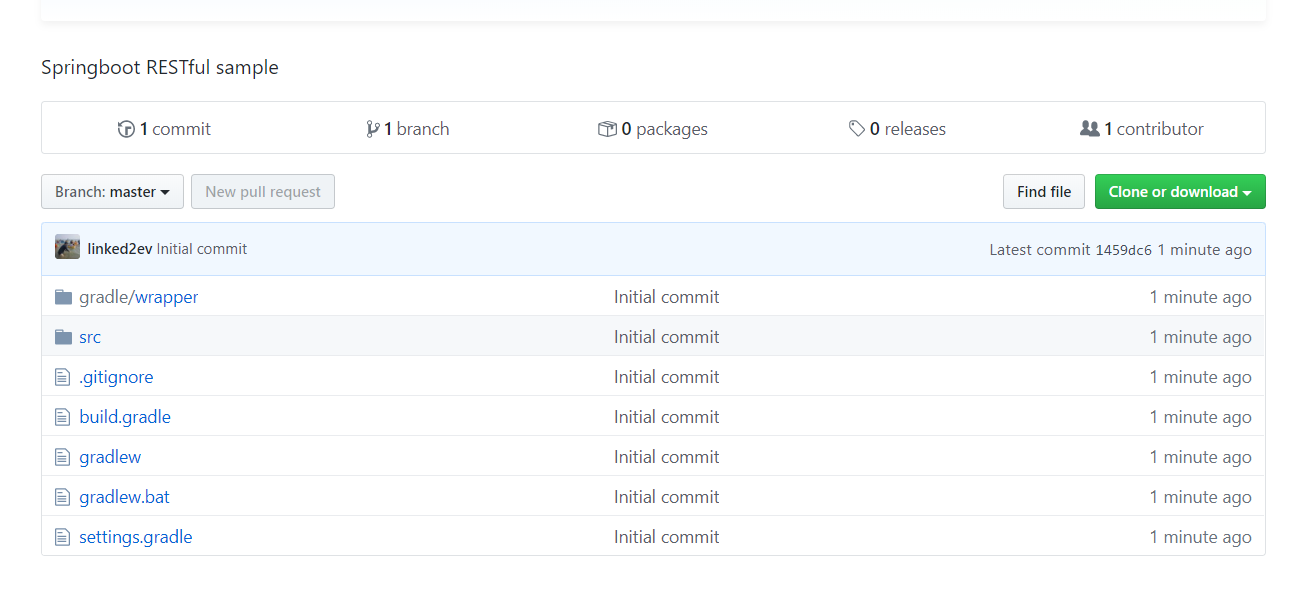 Springboot RESTful sample
1 commit 1 branch 0 packages 0 releases 1 contributor
Branch: master New pull request Find file Clone or download
linked2ev Initial commit Latest commit 1459dc6 1 minute ago
gradle/wrapper Initial commit 1 minute ago
src Initial commit 1 minute ago
.gitignore Initial commit 1 minute ago
build.gradle Initial commit 1 minute ago
gradlew Initial commit 1 minute ago
gradlew.bat Initial commit 1 minute ago
settings.gradle Initial commit 1 minute ago